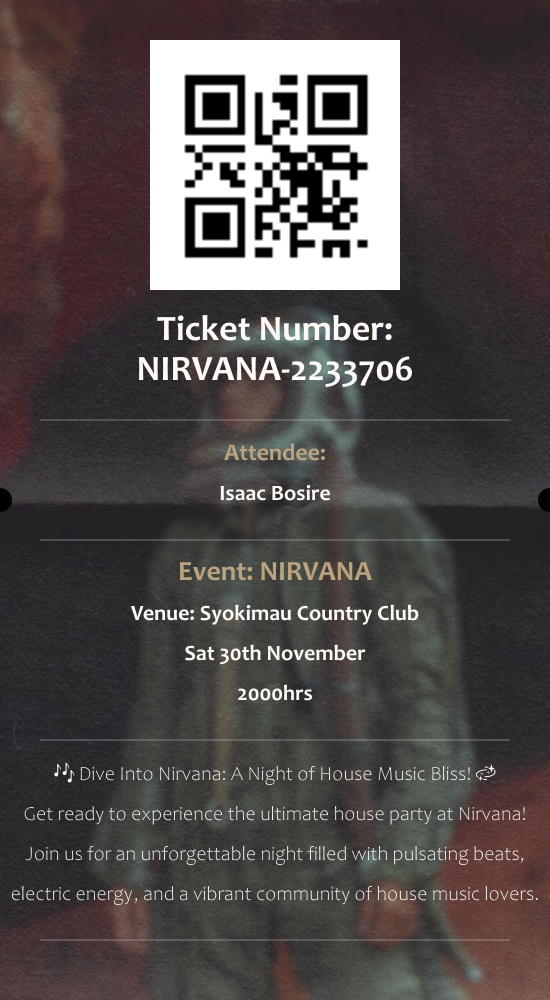 Ticket Number:
NIRVANA-2233706
Attendee:
Isaac Bosire
Event: NIRVANA
Venue: Syokimau Country Club
Sat 30th November
2000hrs
🎶 Dive Into Nirvana: A Night of House Music Bliss! 💫
Get ready to experience the ultimate house party at Nirvana!
Join us for an unforgettable night filled with pulsating beats,
electric energy, and a vibrant community of house music lovers.